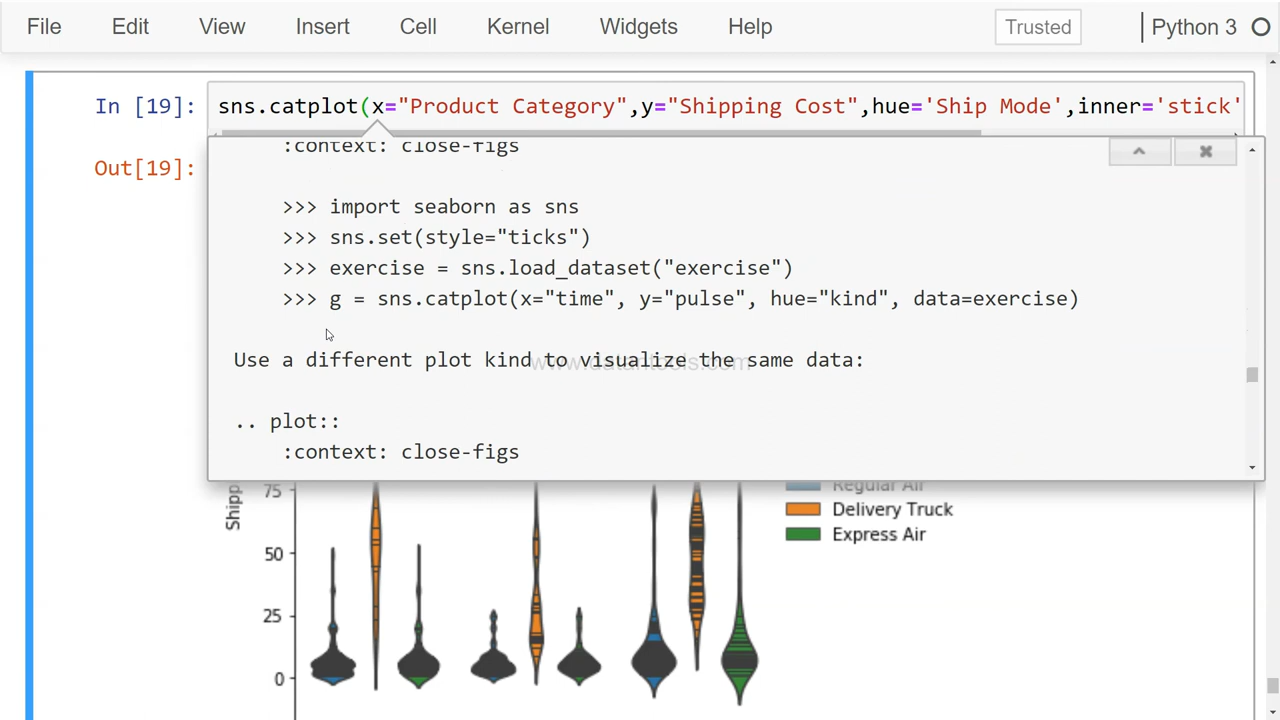 File Edit View Insert Cell Kernel Widgets Help Trusted Python 3
In [19]: sns.catplot(x="Product Category",y="Shipping Cost",hue='Ship Mode',inner='stick'
Out[19]:
:context: close-figs
>>> import seaborn as sns
>>> sns.set(style="ticks")
>>> exercise = sns.load_dataset("exercise")
>>> g = sns.catplot(x="time", y="pulse", hue="kind", data=exercise)
Use a different plot kind to visualize the same data:
.. plot::
:context: close-figs
Shipp
75
Regular Air
Delivery Truck
Express Air
50
25
0